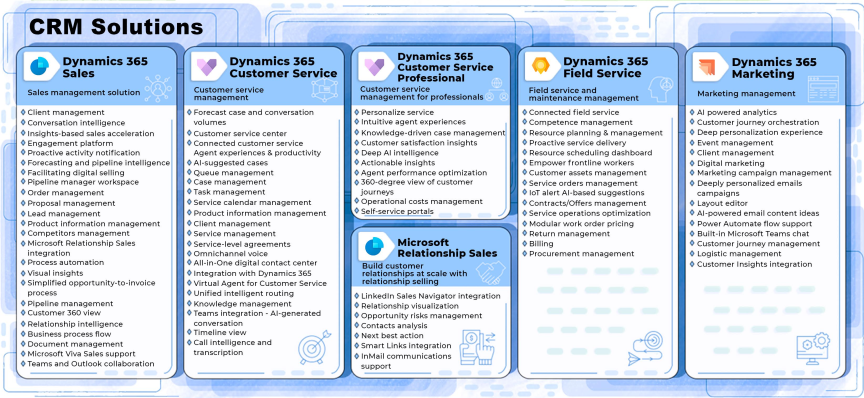 CRM Solutions
Dynamics 365
Sales
Sales management solution
Client management
Conversation intelligence
Insights-based sales acceleration
Engagement platform
Proactive activity notification
Forecasting and pipeline intelligence
Facilitating digital selling
Pipeline manager workspace
Order management
Proposal management
Lead management
Product information management
Competitors management
Microsoft Relationship Sales
integration
Process automation
Visual insights
Simplified opportunity-to-invoice
process
Pipeline management
Customer 360 view
Relationship intelligence
Business process flow
Document management
Microsoft Viva Sales support
Teams and Outlook collaboration
Dynamics 365
Customer Service
Customer service
management
Forecast case and conversation
volumes
Customer service center
Connected customer service
Agent experiences & productivity
AI-suggested cases
Queue management
Case management
Task management
Service calendar management
Product information management
Client management
Service management
Service-level agreements
Omnichannel voice
All-in-One digital contact center
Integration with Dynamics 365
Virtual Agent for Customer Service
Unified intelligent routing
Knowledge management
Teams integration - AI-generated
conversation
Timeline view
Call intelligence and
transcription
Dynamics 365
Customer Service
Professional
Customer service
management for professionals
Personalize service
Intuitive agent experiences
Knowledge-driven case management
Customer satisfaction insights
Deep AI intelligence
Actionable insights
Agent performance optimization
360-degree view of customer
journeys
Operational costs management
Self-service portals
Microsoft
Relationship Sales
Build customer
relationships at scale with
relationship selling
LinkedIn Sales Navigator integration
Relationship visualization
Opportunity risks management
Contacts analysis
Next best action
Smart Links integration
InMail communications
support
Dynamics 365
Field Service
Field service and
maintenance management
Connected field service
Competence management
Resource planning & management
Proactive service delivery
Resource scheduling dashboard
Empower frontline workers
Customer assets management
Service orders management
IoT alert AI-based suggestions
Contracts/Offers management
Service operations optimization
Modular work order pricing
Return management
Billing
Procurement management
Dynamics 365
Marketing
Marketing management
AI powered analytics
Customer journey orchestration
Deep personalization experience
Event management
Client management
Digital marketing
Marketing campaign management
Deeply personalized emails
campaigns
Layout editor
AI-powered email content ideas
Power Automate flow support
Built-in Microsoft Teams chat
Customer journey management
Logistic management
Customer Insights integration